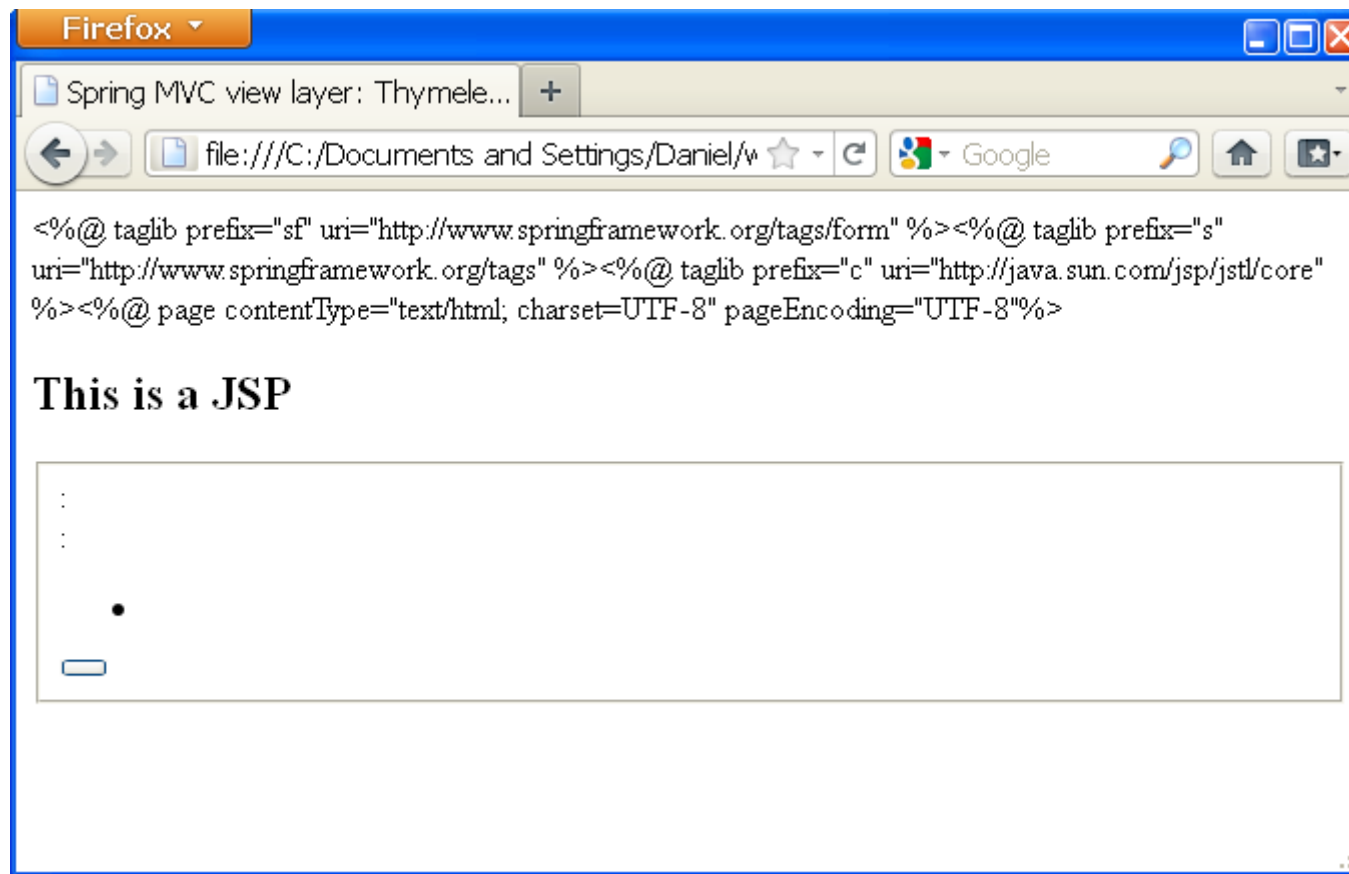 Firefox
Spring MVC view layer: Thymele...
file:///C:/Documents and Settings/Daniel/w
Google
<%@ taglib prefix="sf" uri="http://www.springframework.org/tags/form" %><%@ taglib prefix="s"
uri="http://www.springframework.org/tags" %><%@ taglib prefix="c" uri="http://java.sun.com/jsp/jstl/core"
%><%@ page contentType="text/html; charset=UTF-8" pageEncoding="UTF-8"%>
This is a JSP
:
: